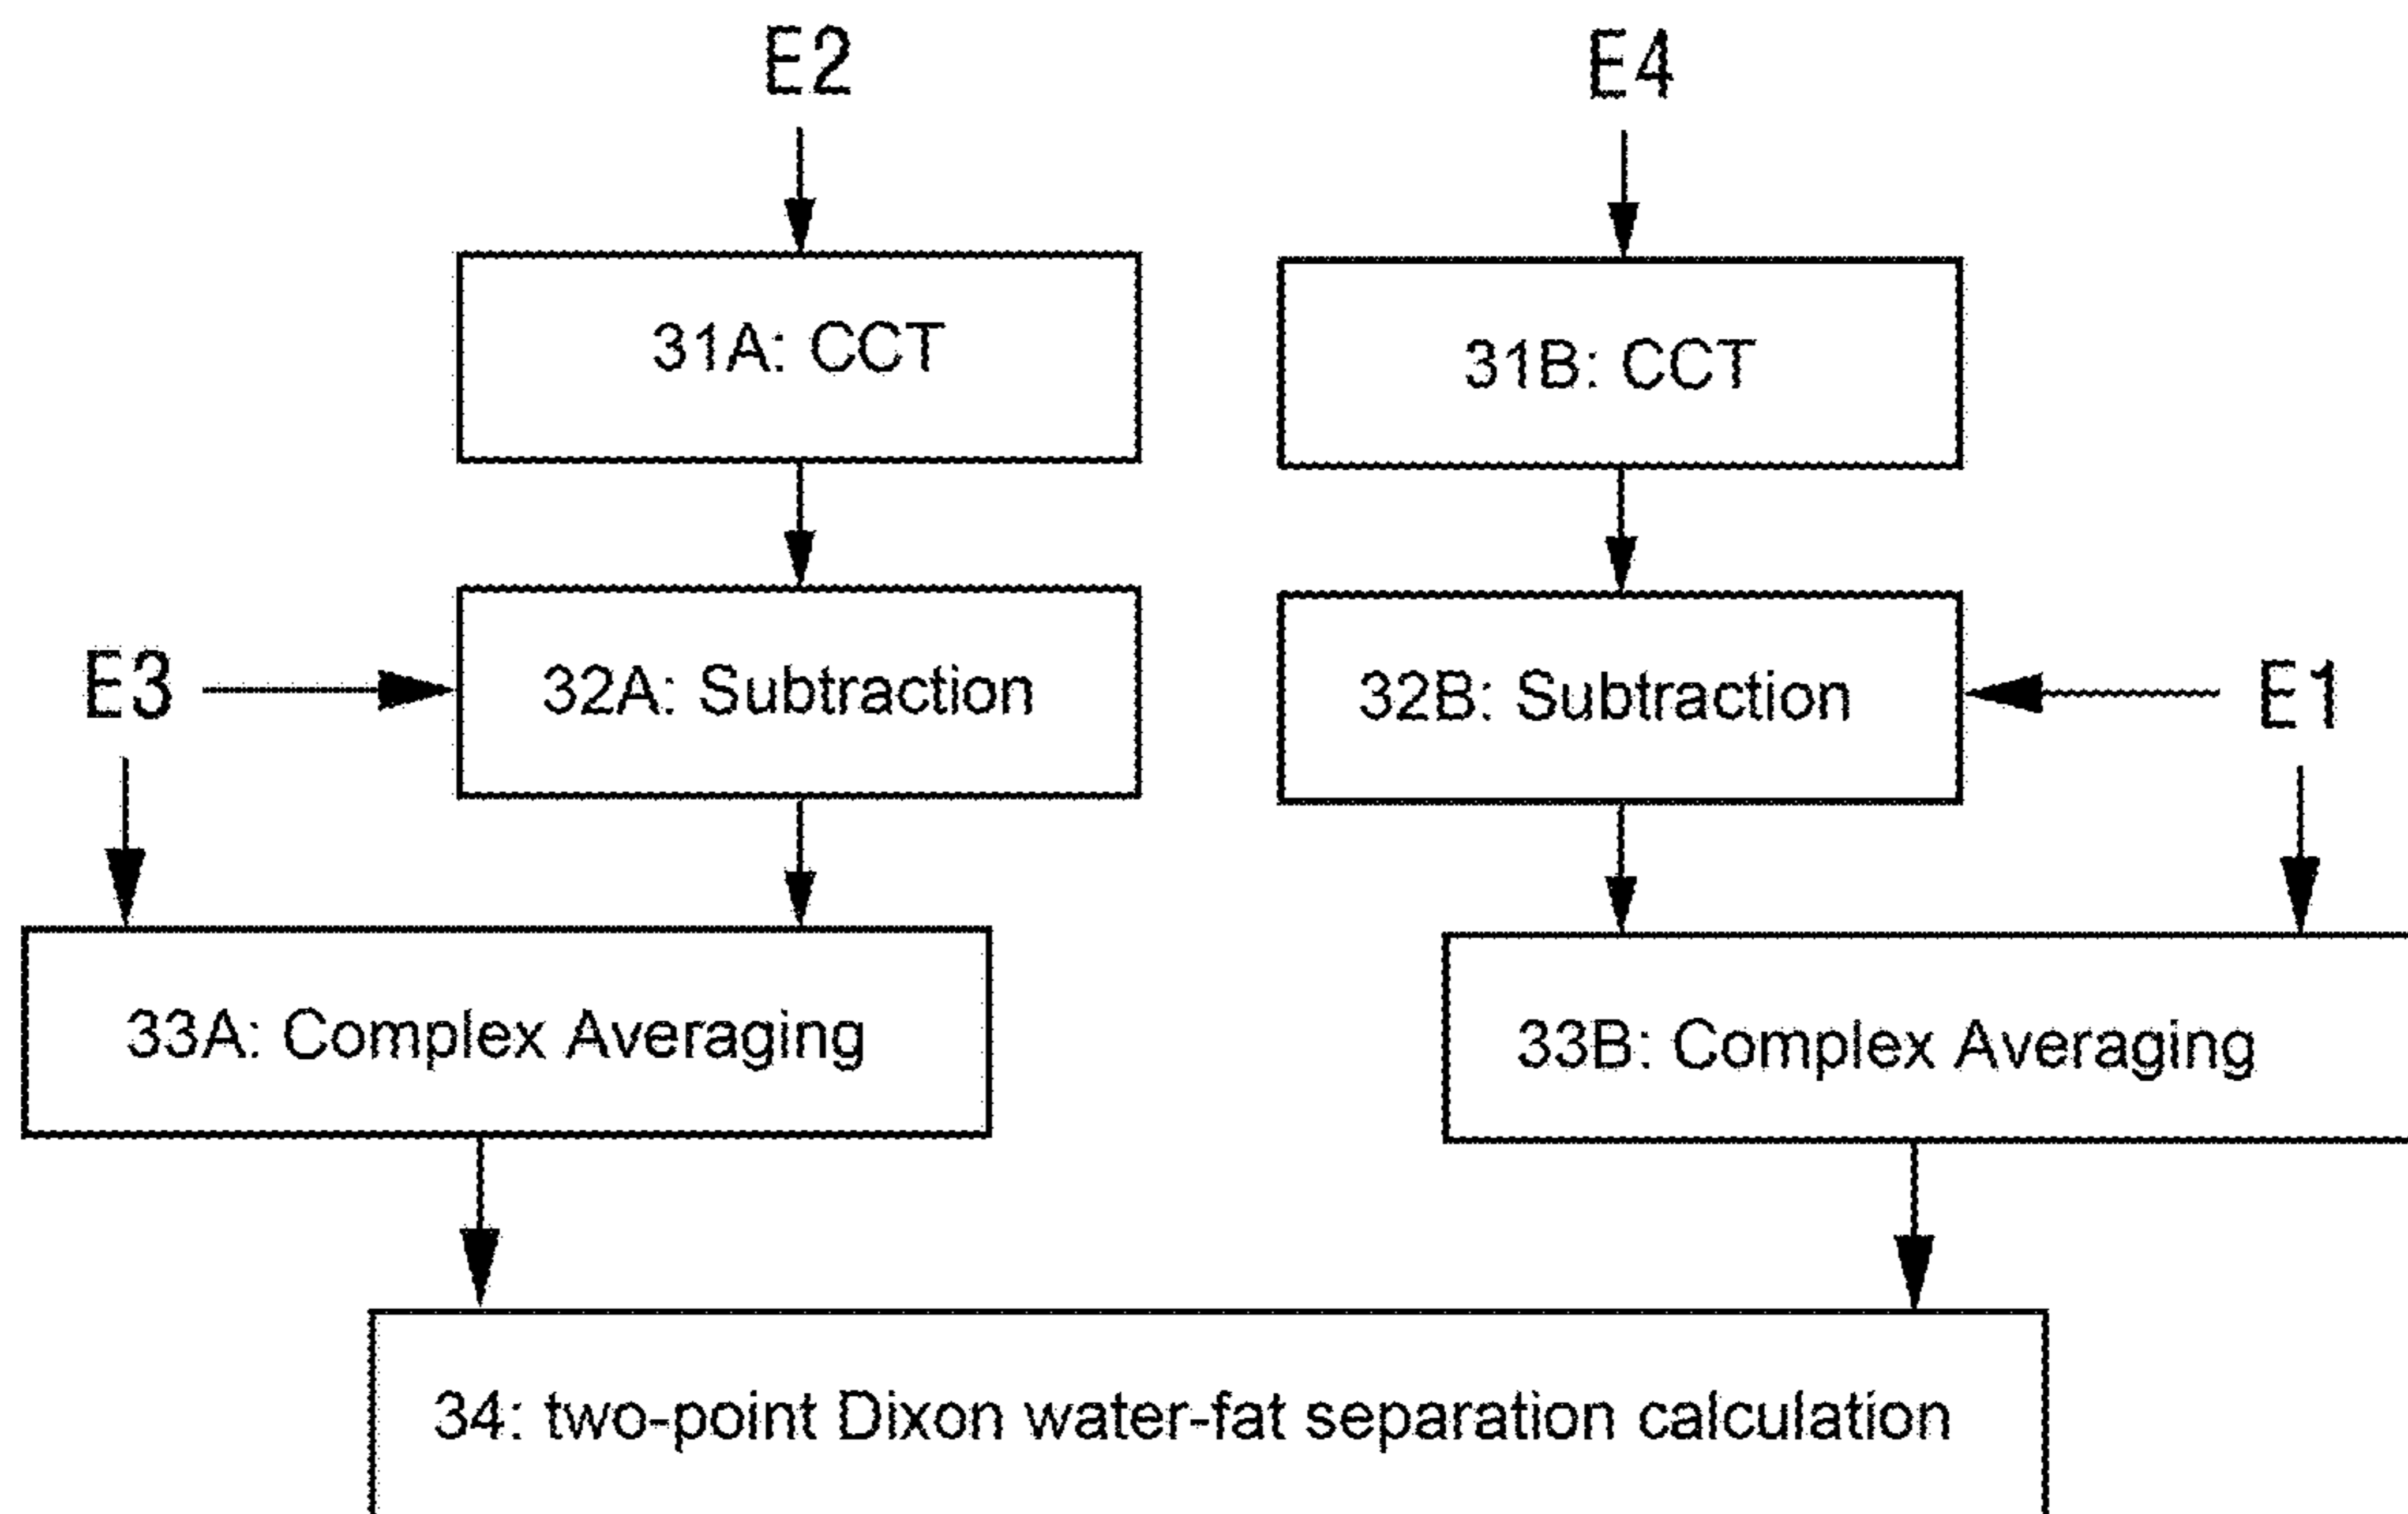 E2
E4
31A: CCT
31B: CCT
E3
32A: Subtraction
32B: Subtraction
E1
33A: Complex Averaging
33B: Complex Averaging
34: two-point Dixon water-fat separation calculation